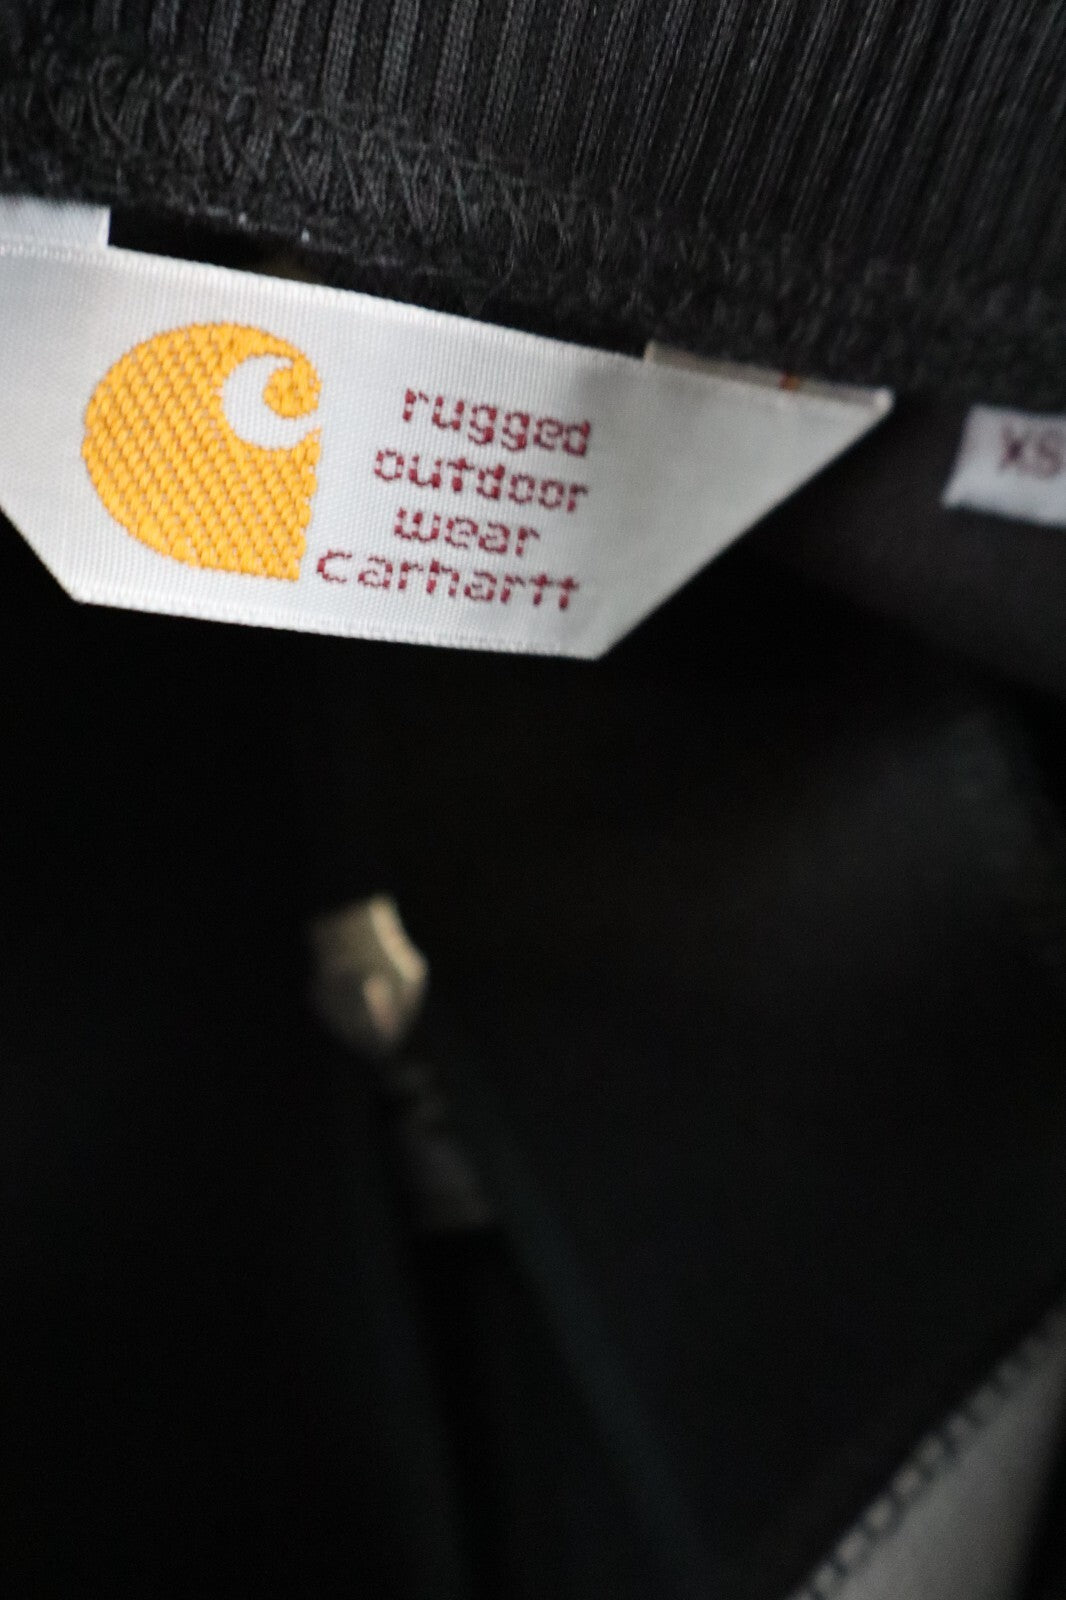 rugged
outdoor
wear
carhartt
XS